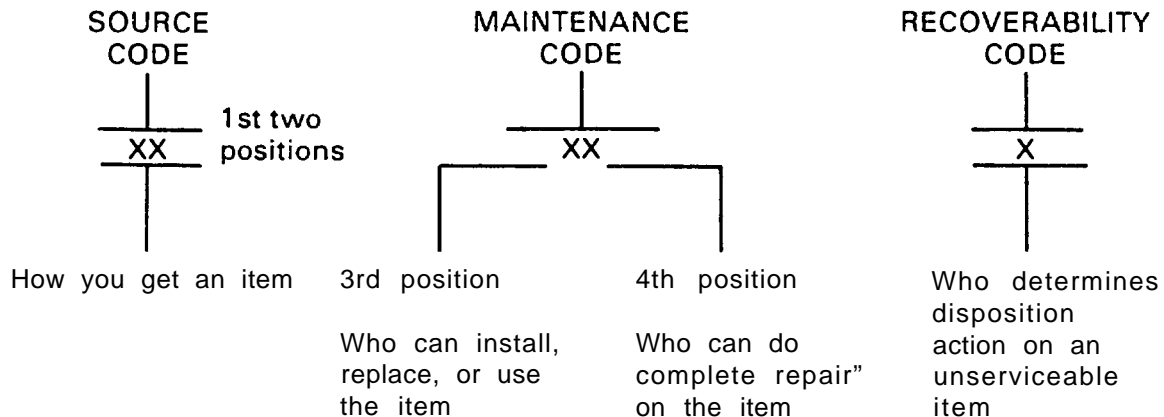 SOURCE
CODE
XX
1st two
positions
How you get an item
MAINTENANCE
CODE
XX
3rd position
Who can install,
replace, or use
the item
4th position
Who can do
complete repair”
on the item
RECOVERABILITY
CODE
X
Who determines
disposition
action on an
unserviceable
item